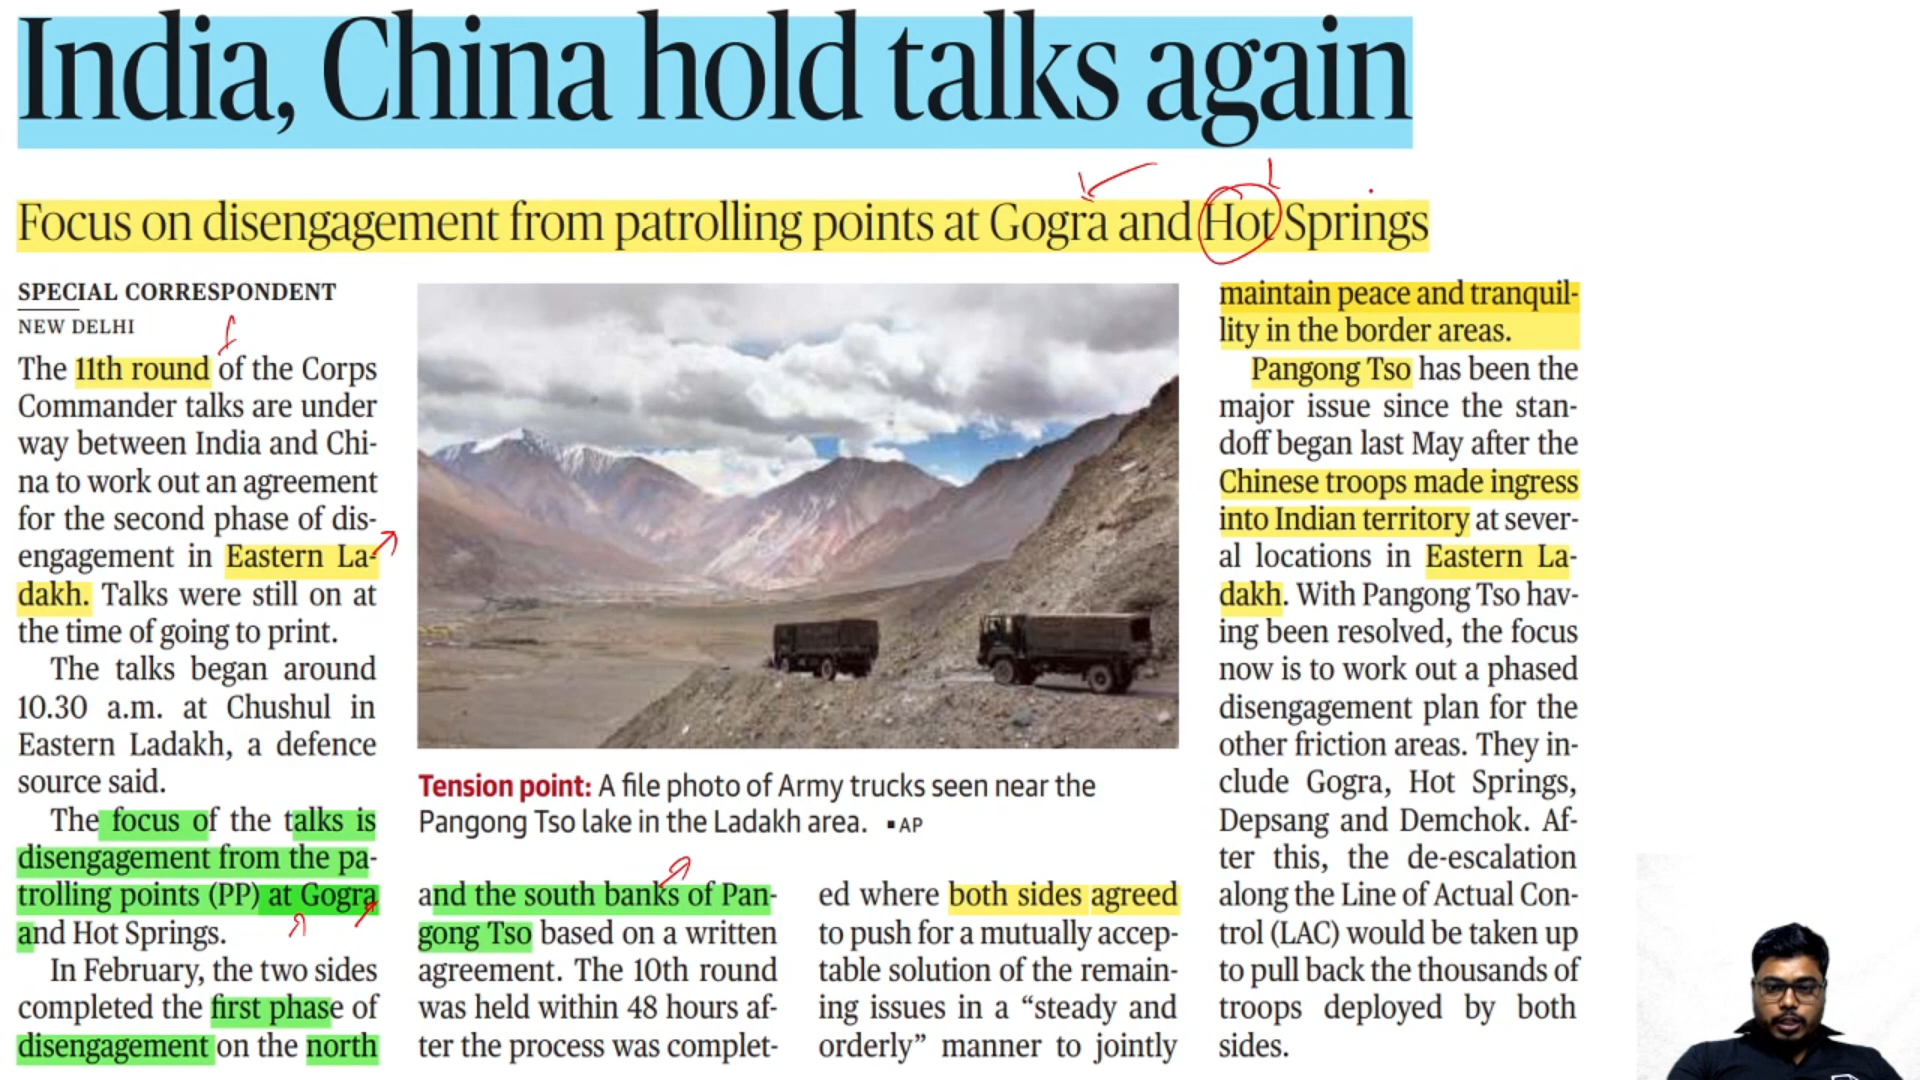 India, China hold talks again
Focus on disengagement from patrolling points at Gogra and Hot Springs
SPECIAL CORRESPONDENT
NEW DELHI
The 11th round of the Corps
Commander talks are under
way between India and Chi-
na to work out an agreement
for the second phase of dis-
engagement in Eastern La-
dakh. Talks were still on at
the time of going to print.
The talks began around
10.30 a.m. at Chushul in
Eastern Ladakh, a defence
source said.
The focus of the talks is
disengagement from the pa-
trolling points (PP) at Gogra
and Hot Springs.
In February, the two sides
completed the first phase of
disengagement on the north
Tension point: A file photo of Army trucks seen near the
Pangong Tso lake in the Ladakh area. ▪AP
and the south banks of Pan-
gong Tso based on a written
agreement. The 10th round
was held within 48 hours af-
ter the process was complet-
ed where both sides agreed
to push for a mutually accep-
table solution of the remain-
ing issues in a “steady and
orderly” manner to jointly
maintain peace and tranquil-
lity in the border areas.
Pangong Tso has been the
major issue since the stan-
doff began last May after the
Chinese troops made ingress
into Indian territory at sever-
al locations in Eastern La-
dakh. With Pangong Tso hav-
ing been resolved, the focus
now is to work out a phased
disengagement plan for the
other friction areas. They in-
clude Gogra, Hot Springs,
Depsang and Demchok. Af-
ter this, the de-escalation
along the Line of Actual Con-
trol (LAC) would be taken up
to pull back the thousands of
troops deployed by both
sides.